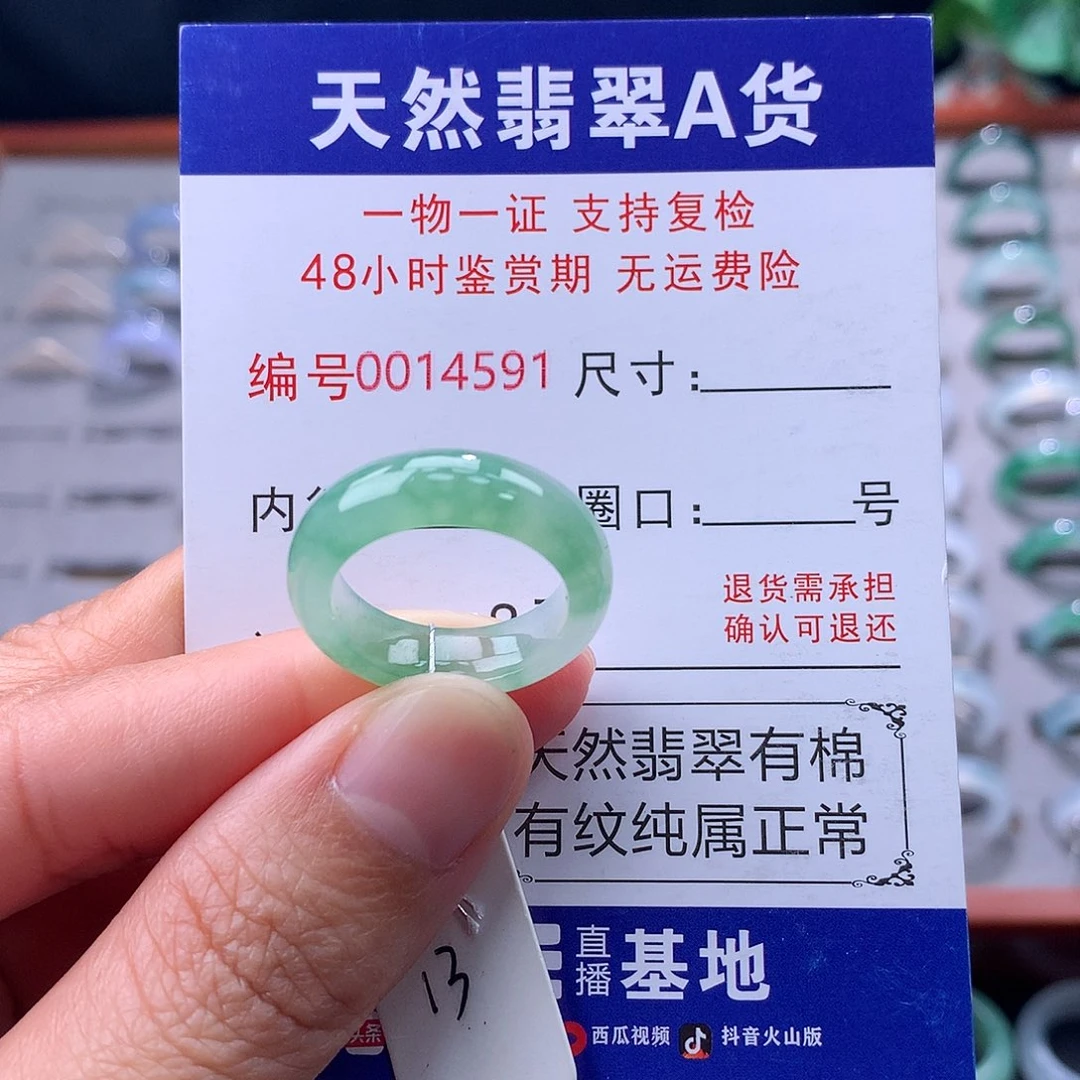 天然翡翠A货
一物一证 支持复检
48小时鉴赏期 无运费险
编号0014591 尺寸:
内 圈口: 号
退货需承担
确认可退还
天然翡翠有棉
有纹纯属正常
直播 基地
13
头条 西瓜视频 抖音火山版